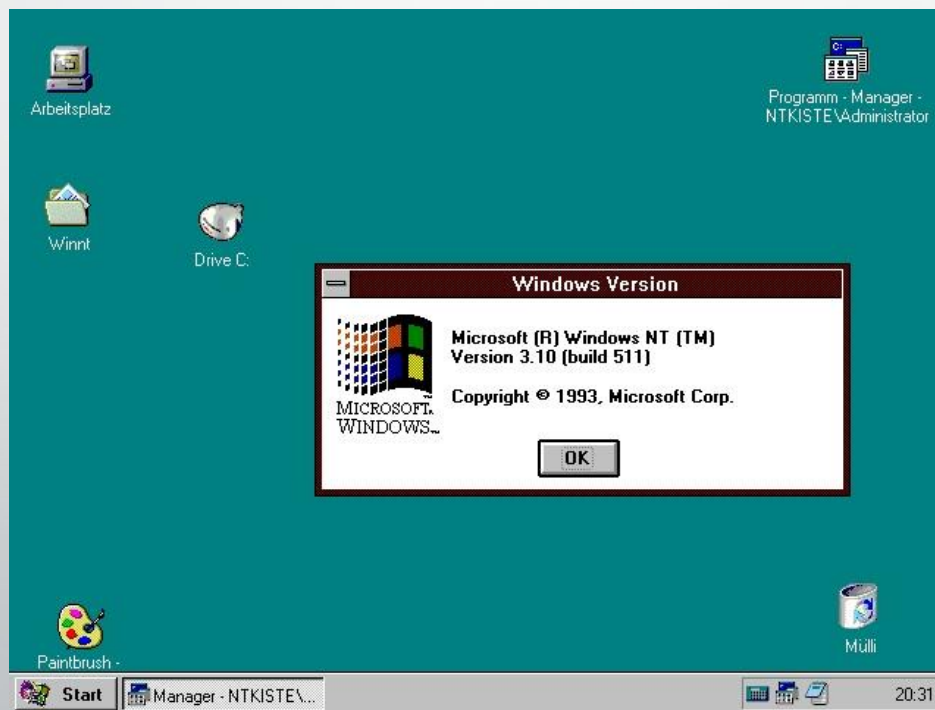 Arbeitsplatz
Programm - Manager -
NTKISTE\Administrator
C:
Winnt
Drive C:
Windows Version
Microsoft (R) Windows NT (TM)
Version 3.10 (build 511)
Copyright © 1993, Microsoft Corp.
MICROSOFT
WINDOWS
TM
OK
Mülli
Paintbrush -
Start
Manager - NTKISTE\...
20:31